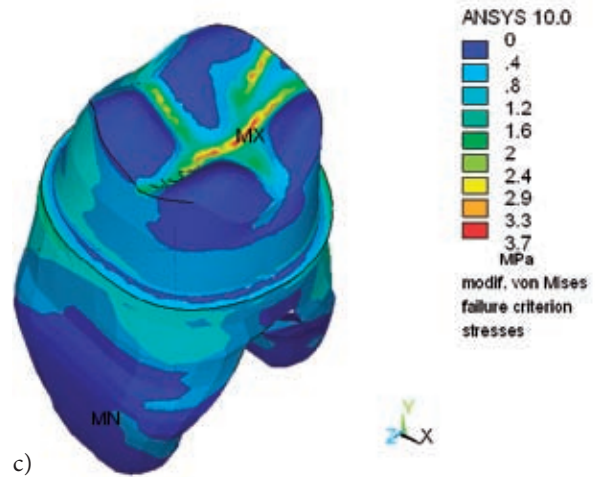 ANSYS 10.0
0
.4
.8
1.2
1.6
2
2.4
2.9
3.3
3.7
MPa
modif, von Mises
failure criterion
stresses
MX
MN
Y
Z X
c)